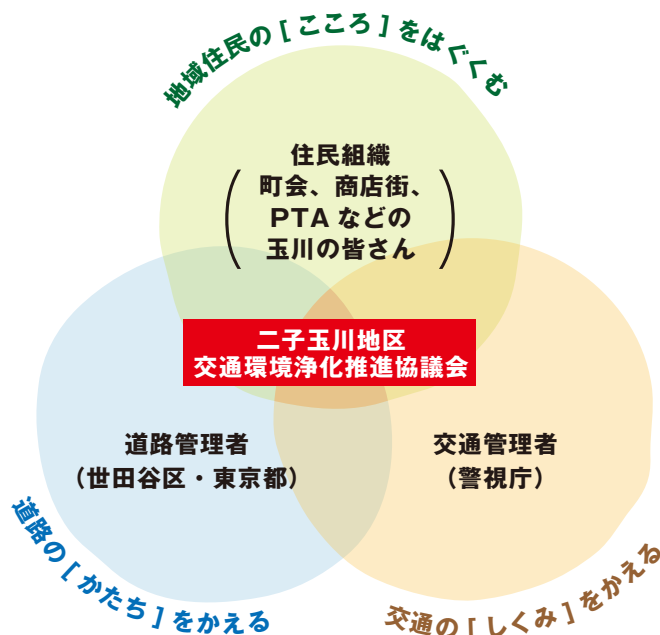 地域住民の[こころ]をはぐくむ
住民組織
(町会、商店街、
PTAなどの
玉川の皆さん)
二子玉川地区
交通環境浄化推進協議会
道路管理者
(世田谷区・東京都)
交通管理者
(警視庁)
道路の[かたち]をかえる
交通の[しくみ]をかえる